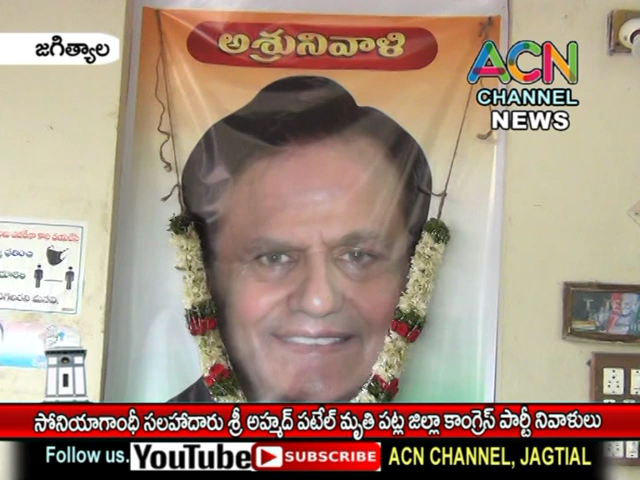 అశ్రునివాళి
జగిత్యాల
ACN
CHANNEL
NEWS
సోనియాగాంధీ సలహాదారు శ్రీ అహ్మద్ పటేల్ మృతి పట్ల జిల్లా కాంగ్రెస్ పార్టీ నివాళులు
Follow us. YouTube SUBSCRIBE ACN CHANNEL, JAGTIAL